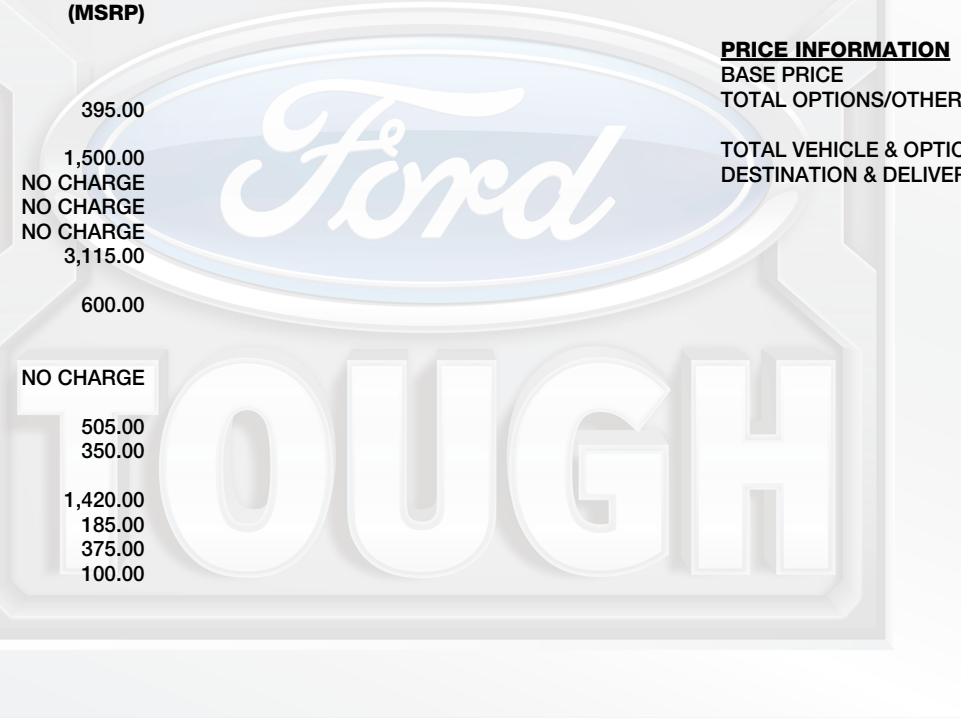 (MSRP)
395.00
1,500.00
NO CHARGE
NO CHARGE
NO CHARGE
3,115.00
600.00
NO CHARGE
505.00
350.00
1,420.00
185.00
375.00
100.00
PRICE INFORMATION
BASE PRICE
TOTAL OPTIONS/OTHER
TOTAL VEHICLE & OPTIO
DESTINATION & DELIVER
Ford
TOUGH